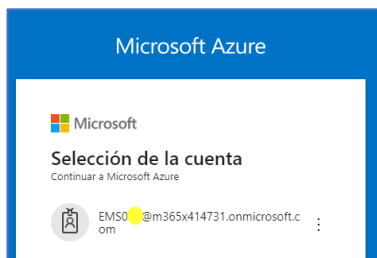 Microsoft Azure
Microsoft
Selección de la cuenta
Continuar a Microsoft Azure
EMS0 @m365x414731.onmicrosoft.c
om